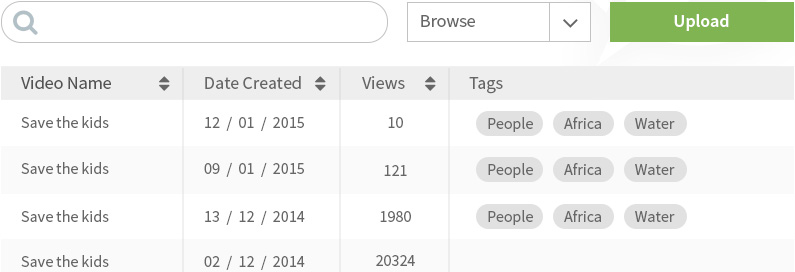 Browse Upload
Video Name Date Created Views Tags
Save the kids 12 / 01 / 2015 10 People Africa Water
Save the kids 09 / 01 / 2015 121 People Africa Water
Save the kids 13 / 12 / 2014 1980 People Africa Water
Save the kids 02 / 12 / 2014 20324